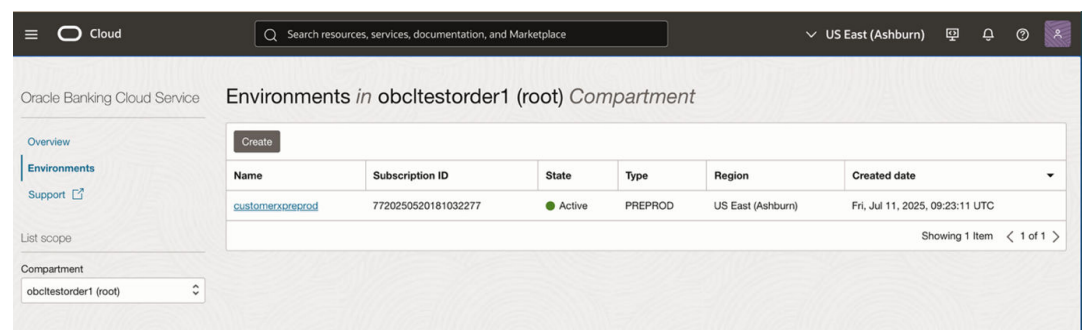 Cloud
Search resources, services, documentation, and Marketplace
US East (Ashburn)
Oracle Banking Cloud Service
Overview
Environments
Support
List scope
Compartment
obcltestorder1 (root)
Environments in obcltestorder1 (root) Compartment
Create
Name Subscription ID State Type Region Created date
customerxpreprod 7720250520181032277 Active PREPROD US East (Ashburn) Fri, Jul 11, 2025, 09:23:11 UTC
Showing 1 Item 1 of 1